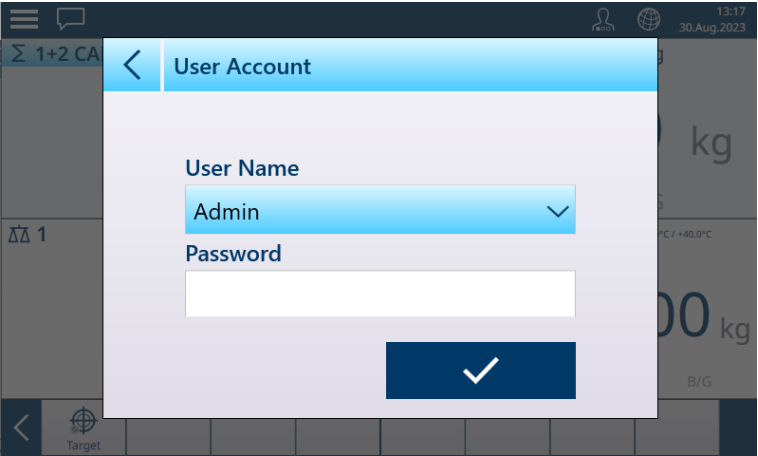 13:17
30.Aug.2023
Σ 1+2 CA
g
User Account
kg
User Name
Admin
G
1
°C / +40.0°C
Password
00 kg
B/G
Target